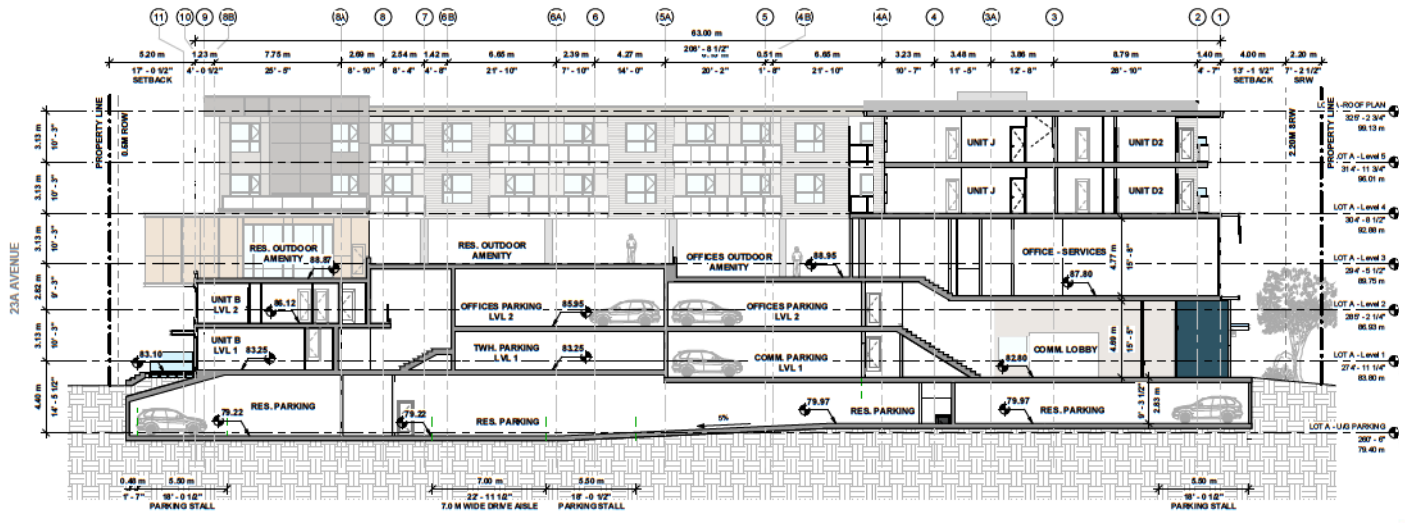 11 10 9 (8B) (8A) 8 7 (6B) (6A) 6 (5A) 5 (4B) (4A) 4 (3A) 3 2 1
63.00 m
206' - 8 1/2"
5.20 m 1.23 m 7.75 m 2.69 m 2.54 m 1.42 m 6.65 m 2.39 m 4.27 m 0.51 m 6.65 m 3.23 m 3.48 m 3.86 m 8.79 m 1.40 m 4.00 m 2.20 m
17' - 0 1/2" 4' - 0 1/2" 25' - 5" 8' - 10" 8' - 4" 4' - 8" 21' - 10" 7' - 10" 14' - 0" 20' - 2" 1' - 8" 21' - 10" 10' - 7" 11' - 5" 12' - 8" 28' - 10" 4' - 7" 13' - 1 1/2" 7' - 2 1/2"
SETBACK SETBACK SRW
PROPERTY LINE
0.6M ROW
2.20M SRW
PROPERTY LINE
-ROOF PLAN
325' - 2 3/4"
99.13 m
3.13 m
10' - 3"
UNIT J UNIT D2
LOT A - Level 5
314' - 11 3/4"
96.01 m
3.13 m
10' - 3"
UNIT J UNIT D2
LOT A - Level 4
304' - 8 1/2"
92.88 m
3.13 m
10' - 3"
RES. OUTDOOR
AMENITY
88.87
RES. OUTDOOR
AMENITY
OFFICES OUTDOOR
AMENITY
88.95
OFFICE - SERVICES
87.80
4.77 m
15' - 8"
LOT A - Level 3
294' - 5 1/2"
89.75 m
23A AVENUE
2.82 m
9' - 3"
UNIT B
LVL 2
86.12
OFFICES PARKING
LVL 2
85.95
OFFICES PARKING
LVL 2
LOT A - Level 2
285' - 2 1/4"
86.93 m
3.13 m
10' - 3"
83.10
UNIT B
LVL 1
83.25
TWH. PARKING
LVL 1
83.25
COMM. PARKING
LVL 1
COMM. LOBBY
82.80
4.69 m
15' - 5"
LOT A - Level 1
274' - 11 1/4"
83.80 m
4.40 m
14' - 5 1/2"
79.22
RES. PARKING
79.22
RES. PARKING
5%
79.97
RES. PARKING
79.97
RES. PARKING
9' - 3 1/2"
2.83 m
LOT A - U/G PARKING
260' - 6"
79.40 m
0.48 m 5.50 m 7.00 m 5.50 m 5.50 m
1' - 7" 18' - 0 1/2" 22' - 11 1/2" 18' - 0 1/2" 18' - 0 1/2"
PARKING STALL 7.0 M WIDE DRIVE AISLE PARKING STALL PARKING STALL